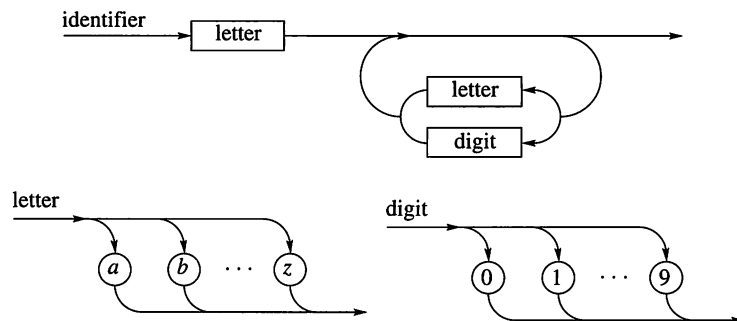 identifier
letter
letter
digit
letter
a b ··· z
digit
0 1 ··· 9